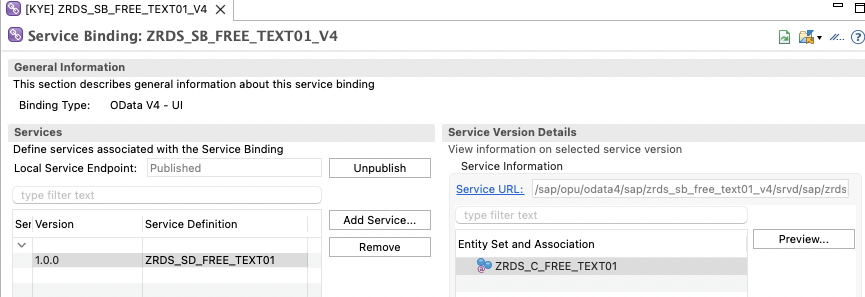 [KYE] ZRDS_SB_FREE_TEXT01_V4
Service Binding: ZRDS_SB_FREE_TEXT01_V4
General Information
This section describes general information about this service binding
Binding Type: OData V4 - UI
Services
Define services associated with the Service Binding
Local Service Endpoint: Published Unpublish
type filter text
Ser Version Service Definition Add Service...
Remove
1.0.0 ZRDS_SD_FREE_TEXT01
Service Version Details
View information on selected service version
Service Information
Service URL: /sap/opu/odata4/sap/zrds_sb_free_text01_v4/srvd/sap/zrds
type filter text
Entity Set and Association Preview...
ZRDS_C_FREE_TEXT01